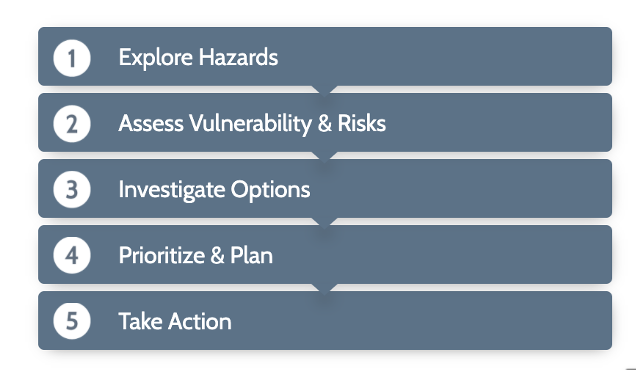 1 Explore Hazards
2 Assess Vulnerability & Risks
3 Investigate Options
4 Prioritize & Plan
5 Take Action